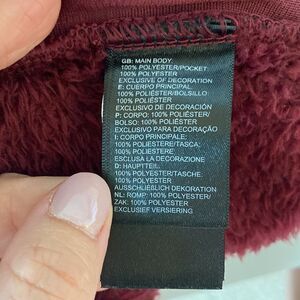 GB: MAIN BODY:
100% POLYESTER/POCKET:
100% POLYESTER
EXCLUSIVE OF DECORATION
E: CUERPO PRINCIPAL:
100% POLIÉSTER/BOLSILLO:
100% POLIÉSTER
EXCLUSIVO DE DECORACIÓN
P: CORPO: 100% POLIÉSTER/
BOLSO: 100% POLIÉSTER
EXCLUSIVO PARA DECORAÇÃO
I: CORPO PRINCIPALE:
100% POLIESTERE/TASCA:
100% POLIESTERE
ESCLUSA LA DECORAZIONE
D: HAUPTTEIL:
100% POLYESTER/TASCHE:
100% POLYESTER
AUSSCHLIEßLICH DEKORATION
NL: ROMP: 100% POLYESTER/
ZAK: 100% POLYESTER
EXCLUSIEF VERSIERING